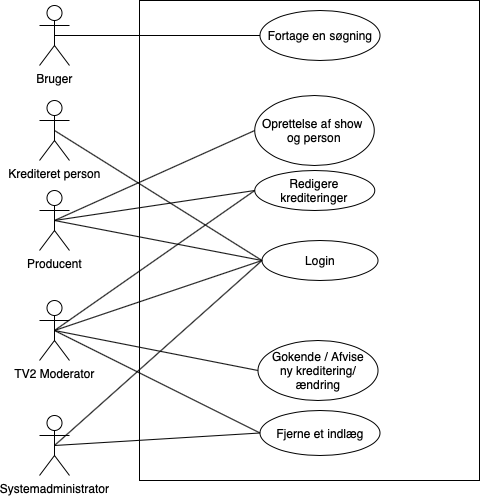 Bruger
Fortage en søgning
Krediteret person
Oprettelse af show
og person
Producent
Redigere
krediteringer
Login
TV2 Moderator
Gokende / Afvise
ny kreditering/
ændring
Systemadministrator
Fjerne et indlæg